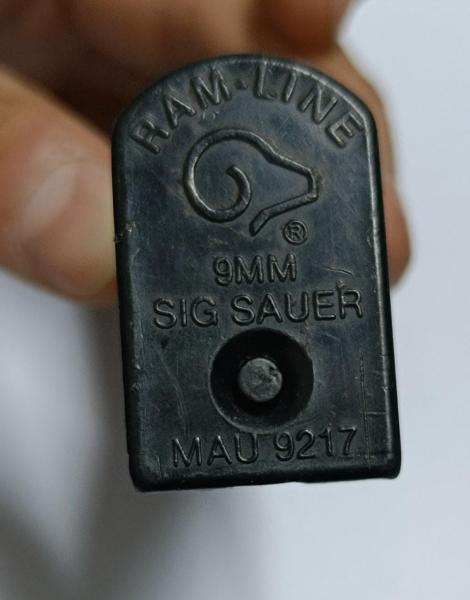 RAM-LINE
®
9MM
SIG SAUER
MAU 9217